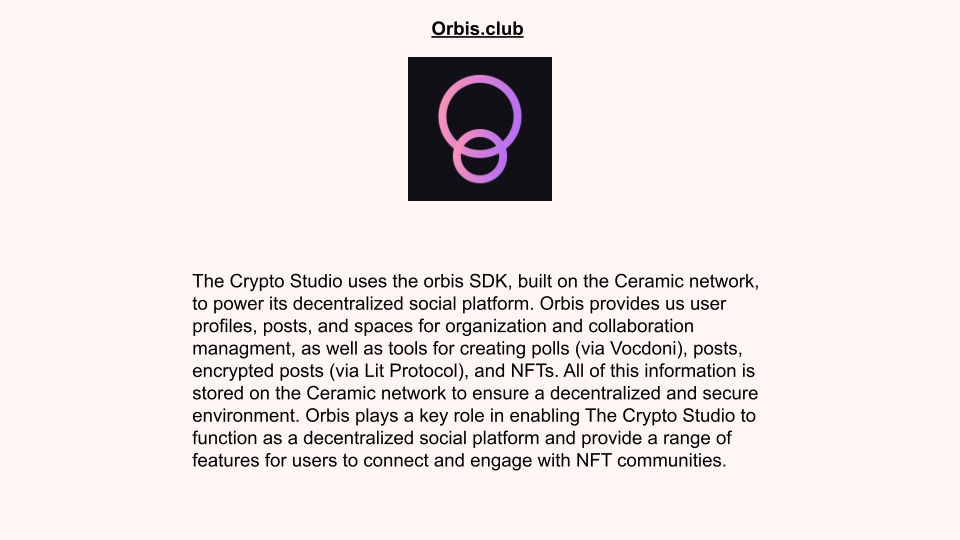 Orbis.club
The Crypto Studio uses the orbis SDK, built on the Ceramic network,
to power its decentralized social platform. Orbis provides us user
profiles, posts, and spaces for organization and collaboration
managment, as well as tools for creating polls (via Vocdoni), posts,
encrypted posts (via Lit Protocol), and NFTs. All of this information is
stored on the Ceramic network to ensure a decentralized and secure
environment. Orbis plays a key role in enabling The Crypto Studio to
function as a decentralized social platform and provide a range of
features for users to connect and engage with NFT communities.